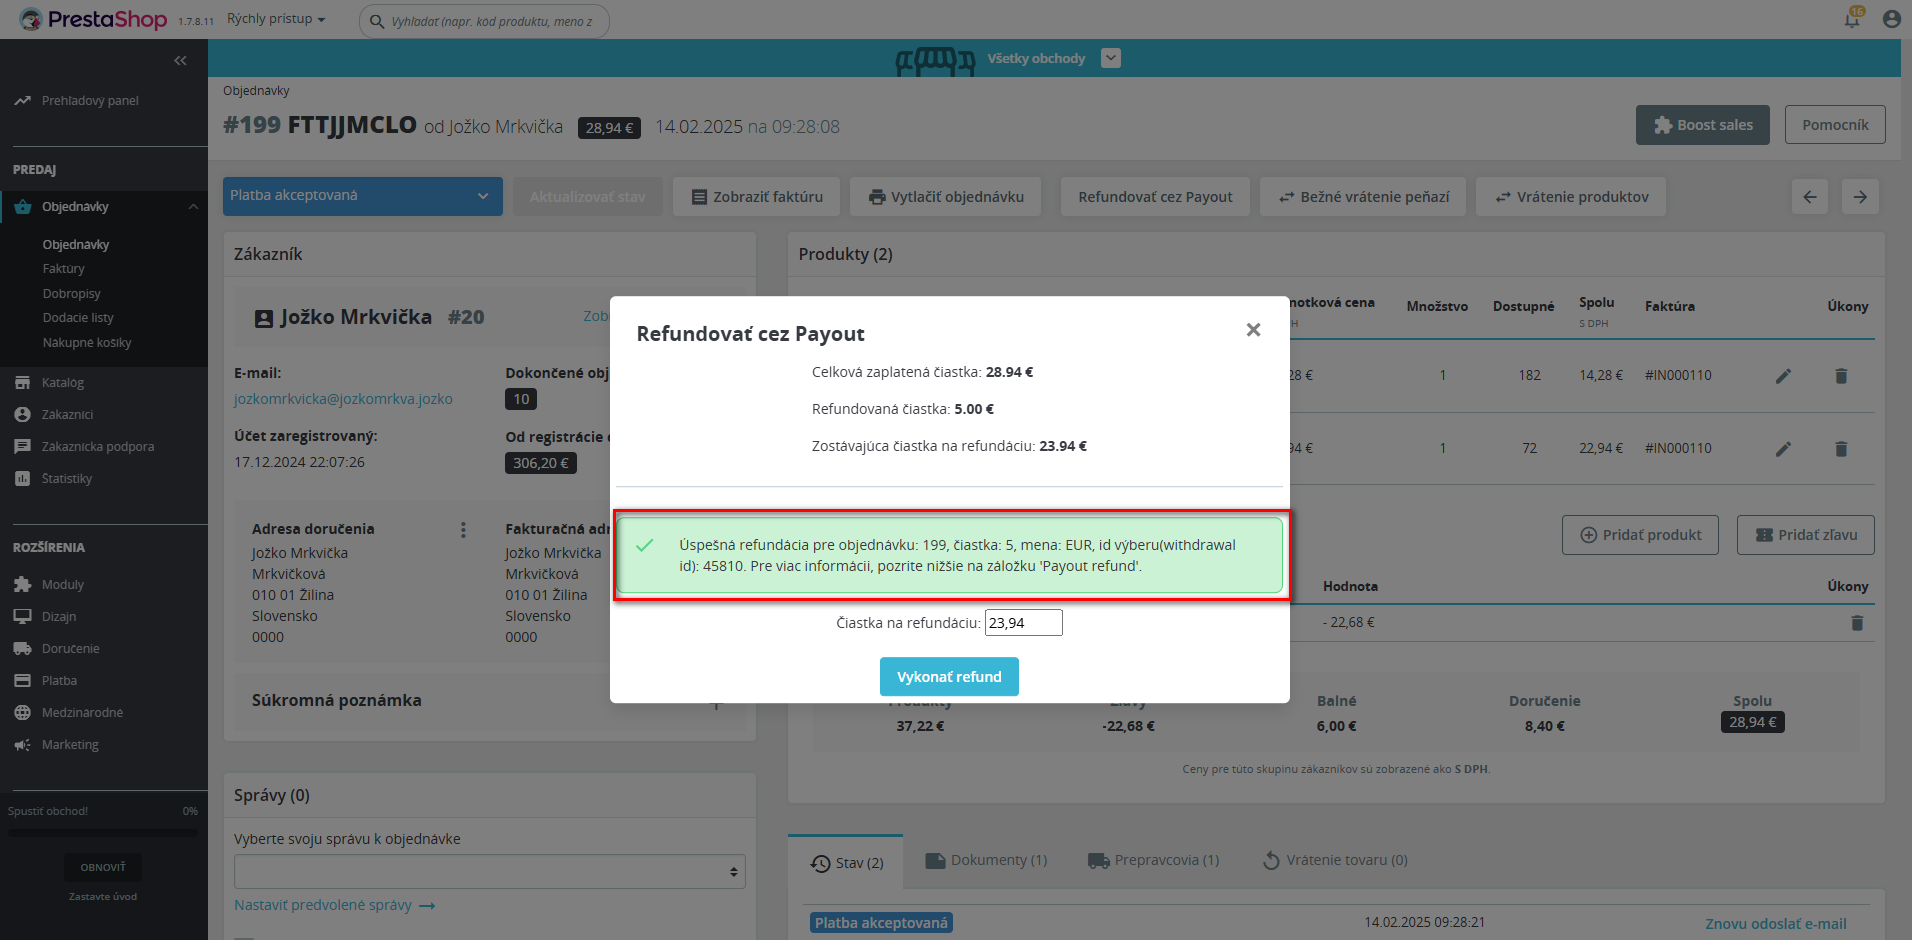 PrestaShop 1.7.8.11 Rýchly prístup Vyhľadať (napr. kód produktu, meno z 16
Všetky obchody
Prehľadový panel
PREDAJ
Objednávky
Objednávky
Faktúry
Dobropisy
Dodacie listy
Nákupné košíky
Katalóg
Zákazníci
Zákaznícka podpora
Štatistiky
ROZŠÍRENIA
Moduly
Dizajn
Doručenie
Platba
Medzinárodné
Marketing
Spustiť obchod! 0%
OBNOVIŤ
Zastavte úvod
Objednávky
#199 FTTJJMCLO od Jožko Mrkvička 28,94 € 14.02.2025 na 09:28:08
Boost sales Pomocník
Platba akceptovaná Aktualizovať stav Zobraziť faktúru Vytlačiť objednávku Refundovať cez Payout Bežné vrátenie peňazí Vrátenie produktov
Zákazník
Jožko Mrkvička #20 Zob
E-mail: Dokončené obj
jozkomrkvicka@jozkomrkva.jozko 10
Účet zaregistrovaný: Od registrácie
17.12.2024 22:07:26 306,20 €
Adresa doručenia Fakturačná adr
Jožko Mrkvička Jožko Mrkvička
Mrkvičková Mrkvičková
010 01 Žilina 010 01 Žilina
Slovensko Slovensko
0000 0000
Súkromná poznámka
Správy (0)
Vyberte svoju správu k objednávke
Nastaviť predvolené správy
Refundovať cez Payout
Celková zaplatená čiastka: 28.94 €
Refundovaná čiastka: 5.00 €
Zostávajúca čiastka na refundáciu: 23.94 €
Úspešná refundácia pre objednávku: 199, čiastka: 5, mena: EUR, id výberu(withdrawal
id): 45810. Pre viac informácii, pozrite nižšie na záložku 'Payout refund'.
Čiastka na refundáciu: 23,94
Vykonať refund
Produkty (2)
notková cena Množstvo Dostupné Spolu Faktúra Úkony
S DPH
28 € 1 182 14,28 € #IN000110
94 € 1 72 22,94 € #IN000110
Pridať produkt Pridať zľavu
Hodnota Úkony
- 22,68 €
Produkty Zľavy Balné Doručenie Spolu
37,22 € -22,68 € 6,00 € 8,40 € 28,94 €
Ceny pre túto skupinu zákazníkov sú zobrazené ako S DPH.
Stav (2) Dokumenty (1) Prepravcovia (1) Vrátenie tovaru (0)
Platba akceptovaná 14.02.2025 09:28:21 Znovu odoslať e-mail